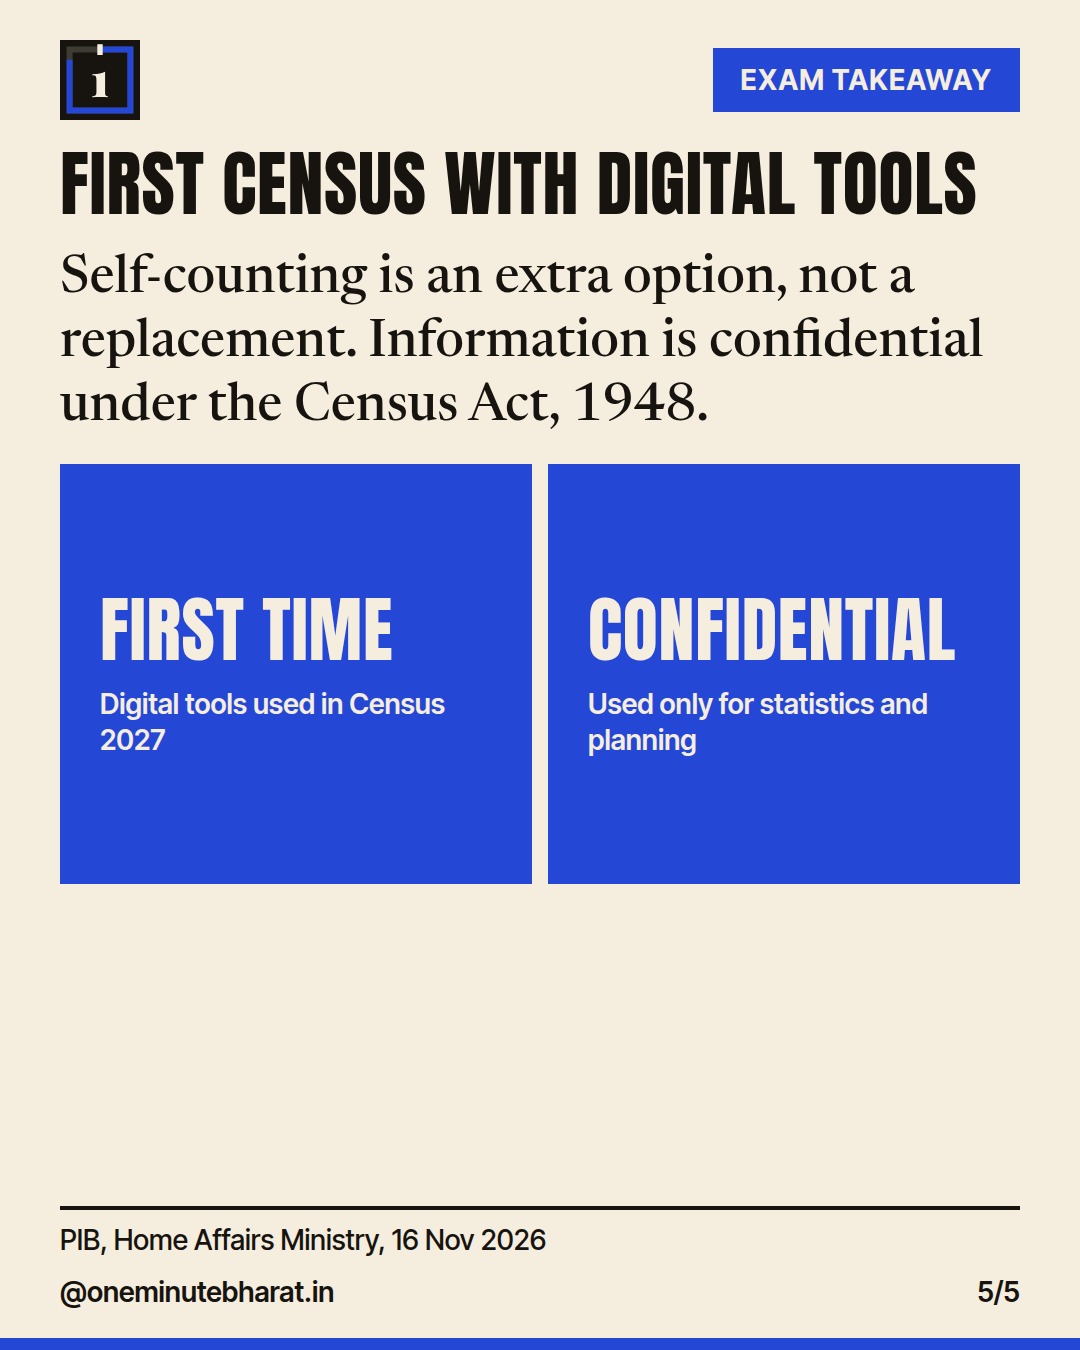 1
EXAM TAKEAWAY
FIRST CENSUS WITH DIGITAL TOOLS
Self-counting is an extra option, not a
replacement. Information is confidential
under the Census Act, 1948.
FIRST TIME
Digital tools used in Census
2027
CONFIDENTIAL
Used only for statistics and
planning
PIB, Home Affairs Ministry, 16 Nov 2026
@oneminutebharat.in
5/5